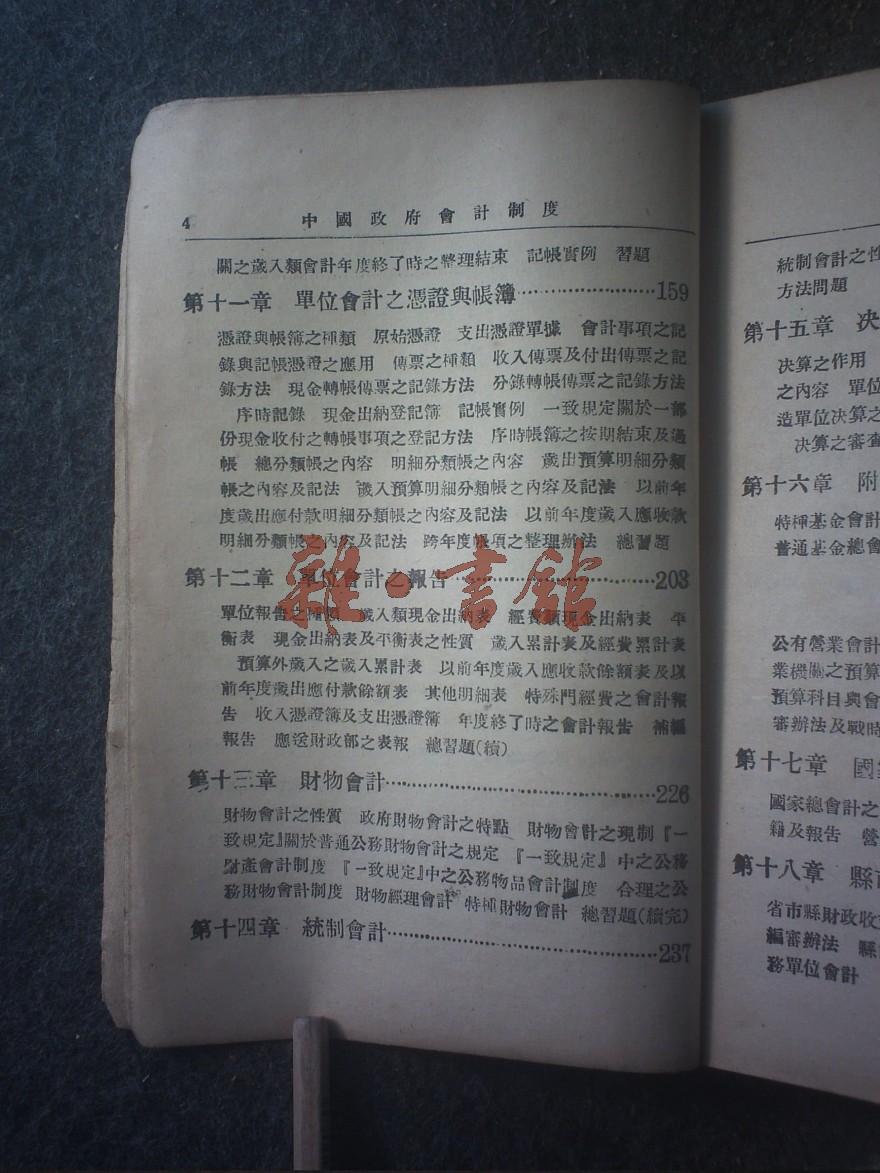 4 中國政府會計制度
關之歲入類會計年度終了時之整理結束 記帳實例 習題
第十一章 單位會計之憑證與帳簿……159
憑證與帳簿之種類 原始憑證 支出憑證單據 會計事項之記
錄與記帳憑證之應用 傳票之種類 收入傳票及付出傳票之記
錄方法 現金轉帳傳票之記錄方法 分錄轉帳傳票之記錄方法
序時記錄 現金出納登記簿 記帳實例 一致規定關於一部
份現金收付之轉帳事項之登記方法 序時帳簿之按期結束及過
帳 總分類帳之內容 明細分類帳之內容 歲出預算明細分類
帳之內容及記法 歲入預算明細分類帳之內容及記法 以前年
度歲出應付款明細分類帳之內容及記法 以前年度歲入應收款
明細分類帳之內容及記法 跨年度帳項之整理辦法 總習題
第十二章 單位會計之報告……203
單位報告之種類 歲入類現金出納表 經費類現金出納表 平
衡表 現金出納表及平衡表之性質 歲入累計表及經費累計表
預算外歲入之歲入累計表 以前年度歲入應收款餘額表及以
前年度歲出應付款餘額表 其他明細表 特殊門經費之會計報
告 收入憑證簿及支出憑證簿 年度終了時之會計報告 補編
報告 應送財政部之表報 總習題(續)
第十三章 財物會計……226
財物會計之性質 政府財物會計之特點 財物會計之現制『一
致規定』關於普通公務財物會計之規定 『一致規定』中之公務
財產會計制度 『一致規定』中之公務物品會計制度 合理之公
務財物會計制度 財物經理會計 特種財物會計 總習題(續完)
第十四章 統制會計……237
雜·書館
統制會計之性
方法問題
第十五章 決
決算之作用
之內容 單位
造單位決算之
決算之審查
第十六章 附
特種基金會計
普通基金總會
公有營業會計
業機關之預算
預算科目與會
審辦法及戰時
第十七章 國
國家總會計之
籍及報告 營
第十八章 縣市
省市縣財政收
編審辦法 縣
務單位會計